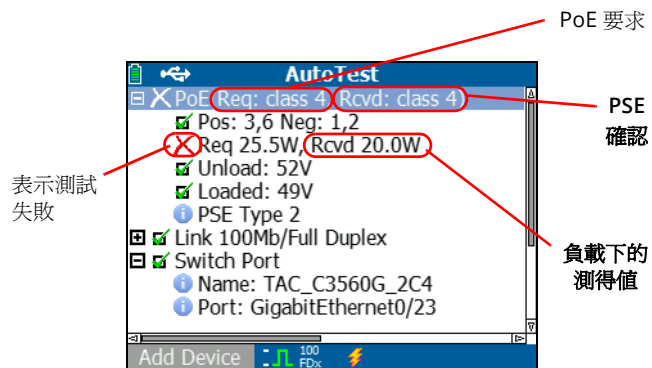 PoE 要求
AutoTest
PoE Req: class 4 Rcvd: class 4
PSE
確認
Pos: 3,6 Neg: 1,2
Req 25.5W, Rcvd 20.0W
表示測試
失敗
Unload: 52V
Loaded: 49V
PSE Type 2
Link 100Mb/Full Duplex
負載下的
測得值
Switch Port
Name: TAC_C3560G_2C4
Port: GigabitEthernet0/23
Add Device
100
FDx